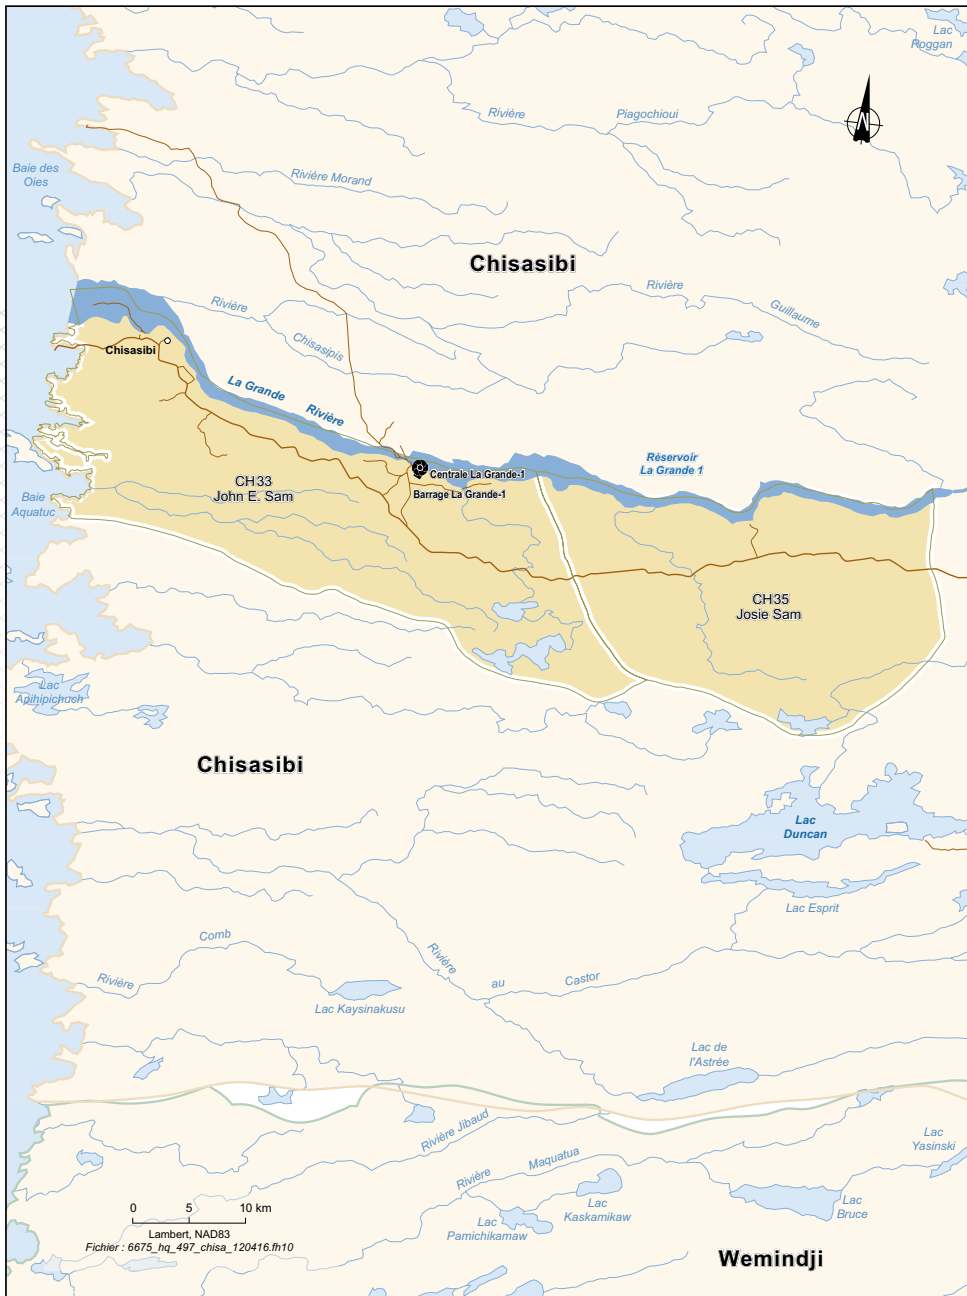 Lac
Roggan
Rivière
Piagochioui
N
Baie des
Oies
Rivière Morand
Chisasibi
Rivière
Guillaume
Rivière
Chisasipis
Chisasibi
La Grande
Rivière
Réservoir
La Grande 1
Centrale La Grande-1
Barrage La Grande-1
CH33
John E. Sam
Baie
Aquatuc
CH35
Josie Sam
Lac
Apihipichuch
Chisasibi
Lac
Duncan
Lac Esprit
Comb
Rivière
Rivière
au
Castor
Lac Kaysinakusu
Lac de
l'Astrée
Rivière Jibaud
Maquatua
Rivière
Lac
Yasinski
Lac
Kaskamikaw
Lac
Bruce
Lac
Pamichikamaw
0 5 10 km
Lambert, NAD83
Fichier : 6675_hq_497_chisa_120416.fh10
Wemindji